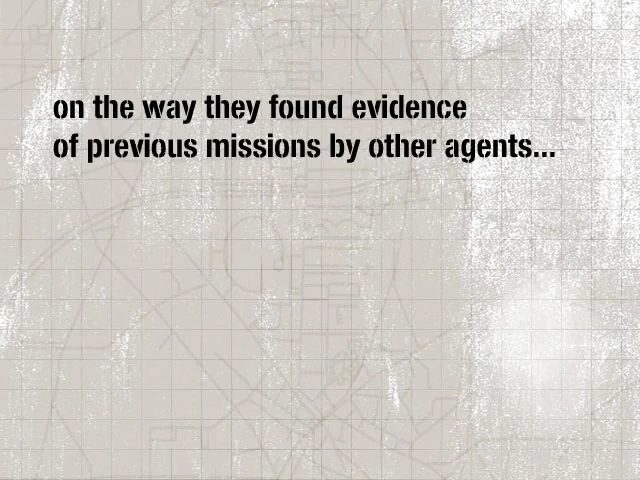 on the way they found evidence
of previous missions by other agents...